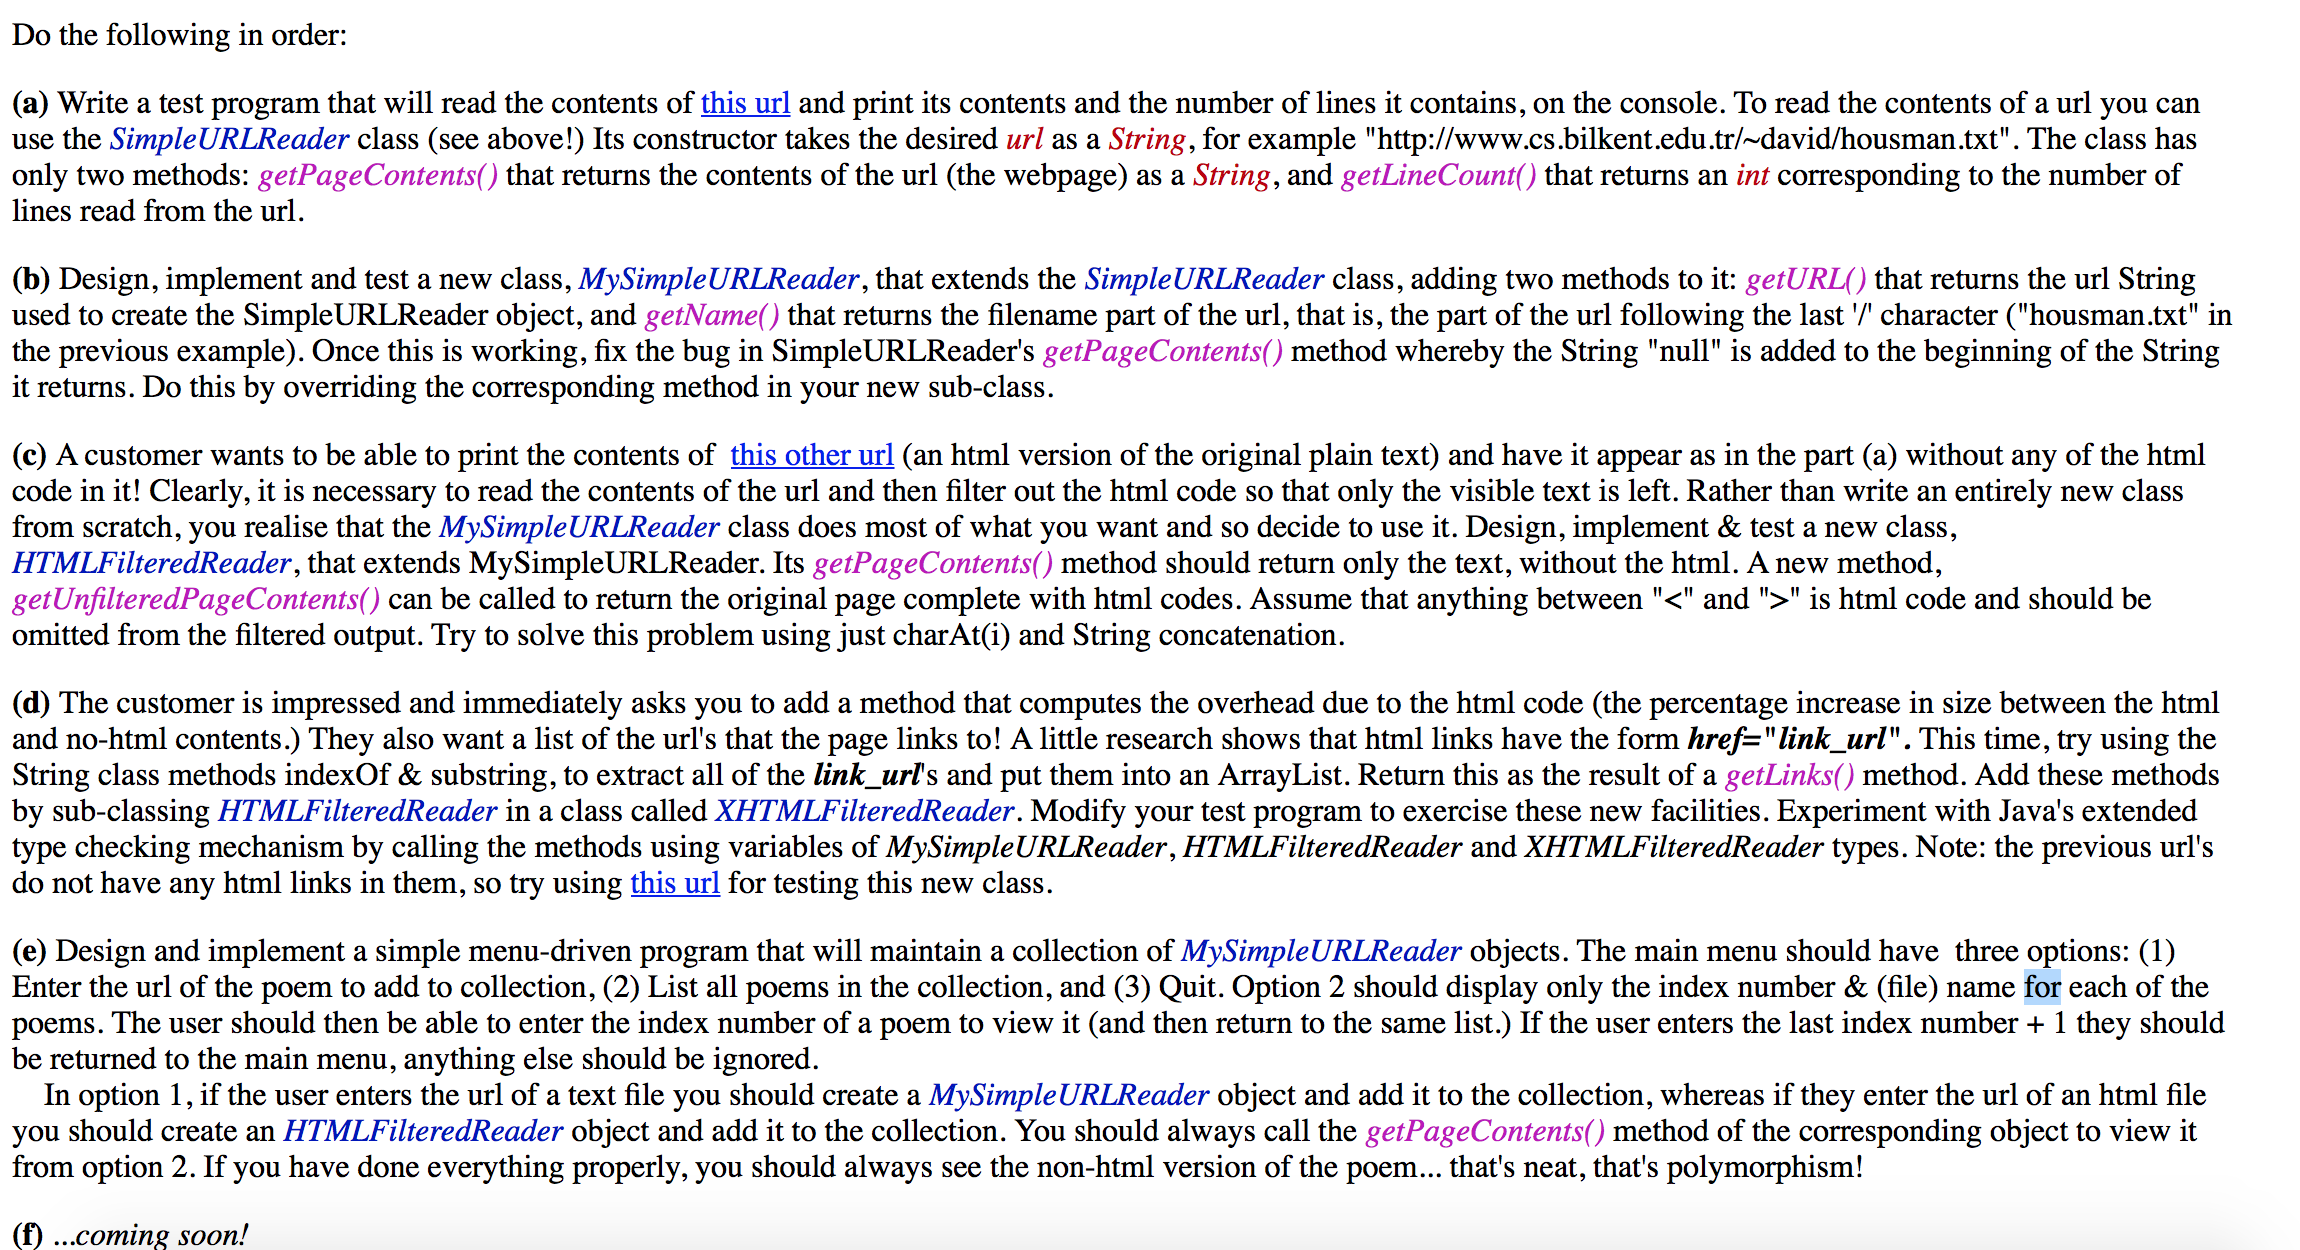 Do the following in order:
(a) Write a test program that will read the contents of this url and print its contents and the number of lines it contains, on the console. To read the contents of a url you can
use the SimpleURLReader class (see above!) Its constructor takes the desired url as a String, for example "http://www.cs.bilkent.edu.tr/~david/housman.txt". The class has
only two methods: getPageContents() that returns the contents of the url (the webpage) as a String, and getLineCount() that returns an int corresponding to the number of
lines read from the url.
(b) Design, implement and test a new class, MySimpleURLReader, that extends the SimpleURLReader class, adding two methods to it: getURL() that returns the url String
used to create the SimpleURLReader object, and getName() that returns the filename part of the url, that is, the part of the url following the last '/' character ("housman.txt" in
the previous example). Once this is working, fix the bug in SimpleURLReader's getPageContents() method whereby the String "null" is added to the beginning of the String
it returns. Do this by overriding the corresponding method in your new sub-class.
(c) A customer wants to be able to print the contents of this other url (an html version of the original plain text) and have it appear as in the part (a) without any of the html
code in it! Clearly, it is necessary to read the contents of the url and then filter out the html code so that only the visible text is left. Rather than write an entirely new class
from scratch, you realise that the MySimpleURLReader class does most of what you want and so decide to use it. Design, implement & test a new class,
HTMLFilteredReader, that extends MySimpleURLReader. Its getPageContents() method should return only the text, without the html. A new method,
getUnfilteredPageContents() can be called to return the original page complete with html codes. Assume that anything between "<" and ">" is html code and should be
omitted from the filtered output. Try to solve this problem using just charAt(i) and String concatenation.
(d) The customer is impressed and immediately asks you to add a method that computes the overhead due to the html code (the percentage increase in size between the html
and no-html contents.) They also want a list of the url's that the page links to! A little research shows that html links have the form href="link_url". This time, try using the
String class methods indexOf & substring, to extract all of the link_url's and put them into an ArrayList. Return this as the result of a getLinks() method. Add these methods
by sub-classing HTMLFilteredReader in a class called XHTMLFilteredReader. Modify your test program to exercise these new facilities. Experiment with Java's extended
type checking mechanism by calling the methods using variables of MySimpleURLReader, HTMLFilteredReader and XHTMLFilteredReader types. Note: the previous url's
do not have any html links in them, so try using this url for testing this new class.
(e) Design and implement a simple menu-driven program that will maintain a collection of MySimpleURLReader objects. The main menu should have three options: (1)
Enter the url of the poem to add to collection, (2) List all poems in the collection, and (3) Quit. Option 2 should display only the index number & (file) name for each of the
poems. The user should then be able to enter the index number of a poem to view it (and then return to the same list.) If the user enters the last index number + 1 they should
be returned to the main menu, anything else should be ignored.
In option 1, if the user enters the url of a text file you should create a MySimpleURLReader object and add it to the collection, whereas if they enter the url of an html file
you should create an HTMLFilteredReader object and add it to the collection. You should always call the getPageContents() method of the corresponding object to view it
from option 2. If you have done everything properly, you should always see the non-html version of the poem... that's neat, that's polymorphism!
(f) ...coming soon!